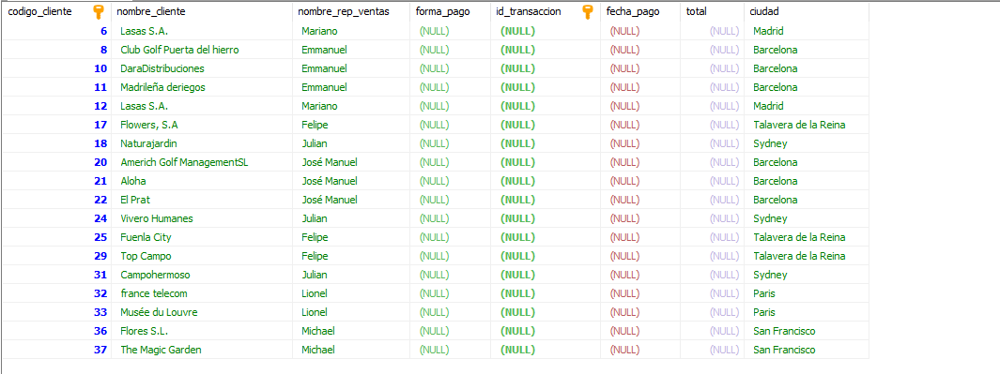 codigo_cliente nombre_cliente nombre_rep_ventas forma_pago id_transaccion fecha_pago total ciudad
6 Lasas S.A. Mariano (NULL) (NULL) (NULL) (NULL) Madrid
8 Club Golf Puerta del hierro Emmanuel (NULL) (NULL) (NULL) (NULL) Barcelona
10 DaraDistribuciones Emmanuel (NULL) (NULL) (NULL) (NULL) Barcelona
11 Madrileña deriegos Emmanuel (NULL) (NULL) (NULL) (NULL) Barcelona
12 Lasas S.A. Mariano (NULL) (NULL) (NULL) (NULL) Madrid
17 Flowers, S.A Felipe (NULL) (NULL) (NULL) (NULL) Talavera de la Reina
18 Naturajardin Julian (NULL) (NULL) (NULL) (NULL) Sydney
20 Americh Golf ManagementSL José Manuel (NULL) (NULL) (NULL) (NULL) Barcelona
21 Aloha José Manuel (NULL) (NULL) (NULL) (NULL) Barcelona
22 El Prat José Manuel (NULL) (NULL) (NULL) (NULL) Barcelona
24 Vivero Humanes Julian (NULL) (NULL) (NULL) (NULL) Sydney
25 Fuenla City Felipe (NULL) (NULL) (NULL) (NULL) Talavera de la Reina
29 Top Campo Felipe (NULL) (NULL) (NULL) (NULL) Talavera de la Reina
31 Campohermoso Julian (NULL) (NULL) (NULL) (NULL) Sydney
32 france telecom Lionel (NULL) (NULL) (NULL) (NULL) Paris
33 Musée du Louvre Lionel (NULL) (NULL) (NULL) (NULL) Paris
36 Flores S.L. Michael (NULL) (NULL) (NULL) (NULL) San Francisco
37 The Magic Garden Michael (NULL) (NULL) (NULL) (NULL) San Francisco